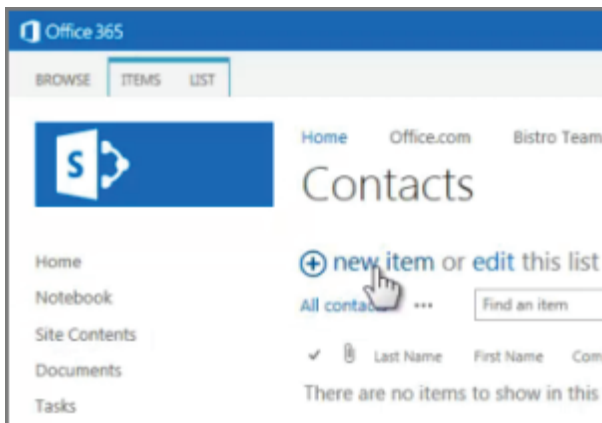 Office 365
BROWSE ITEMS LIST
S
Home Office.com Bistro Team
Contacts
new item or edit this list
All contacts ... Find an item
Last Name First Name Com
There are no items to show in this
Home
Notebook
Site Contents
Documents
Tasks